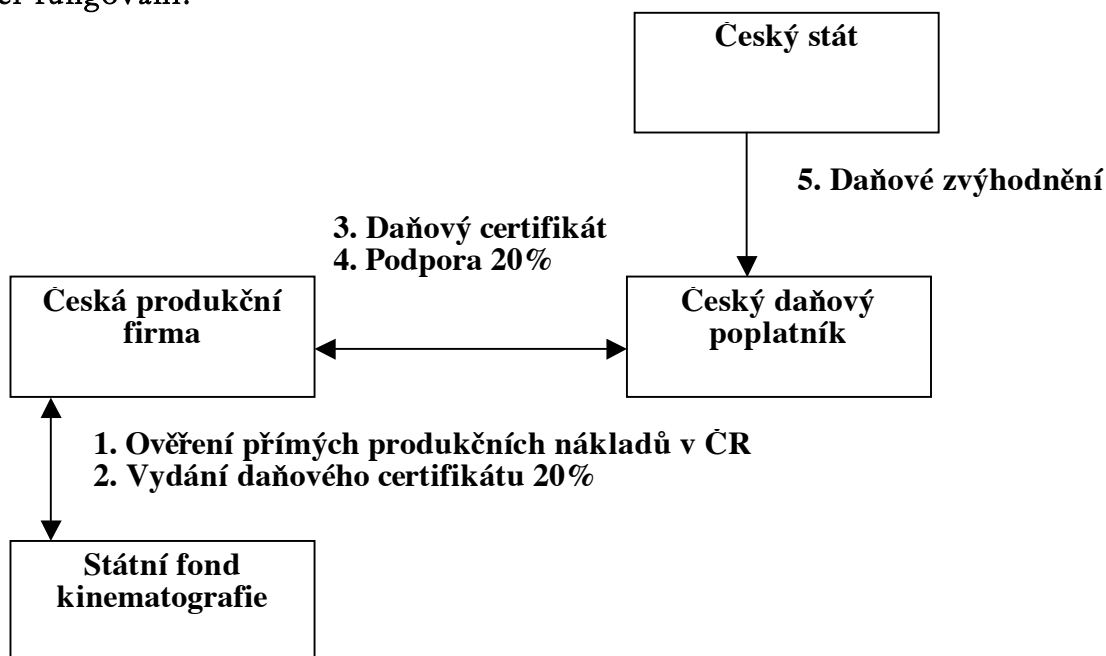 fungování.
Český stát
5. Daňové zvýhodnění
3. Daňový certifikát
4. Podpora 20%
Česká produkční
firma
Český daňový
poplatník
1. Ověření přímých produkčních nákladů v ČR
2. Vydání daňového certifikátu 20%
Státní fond
kinematografie